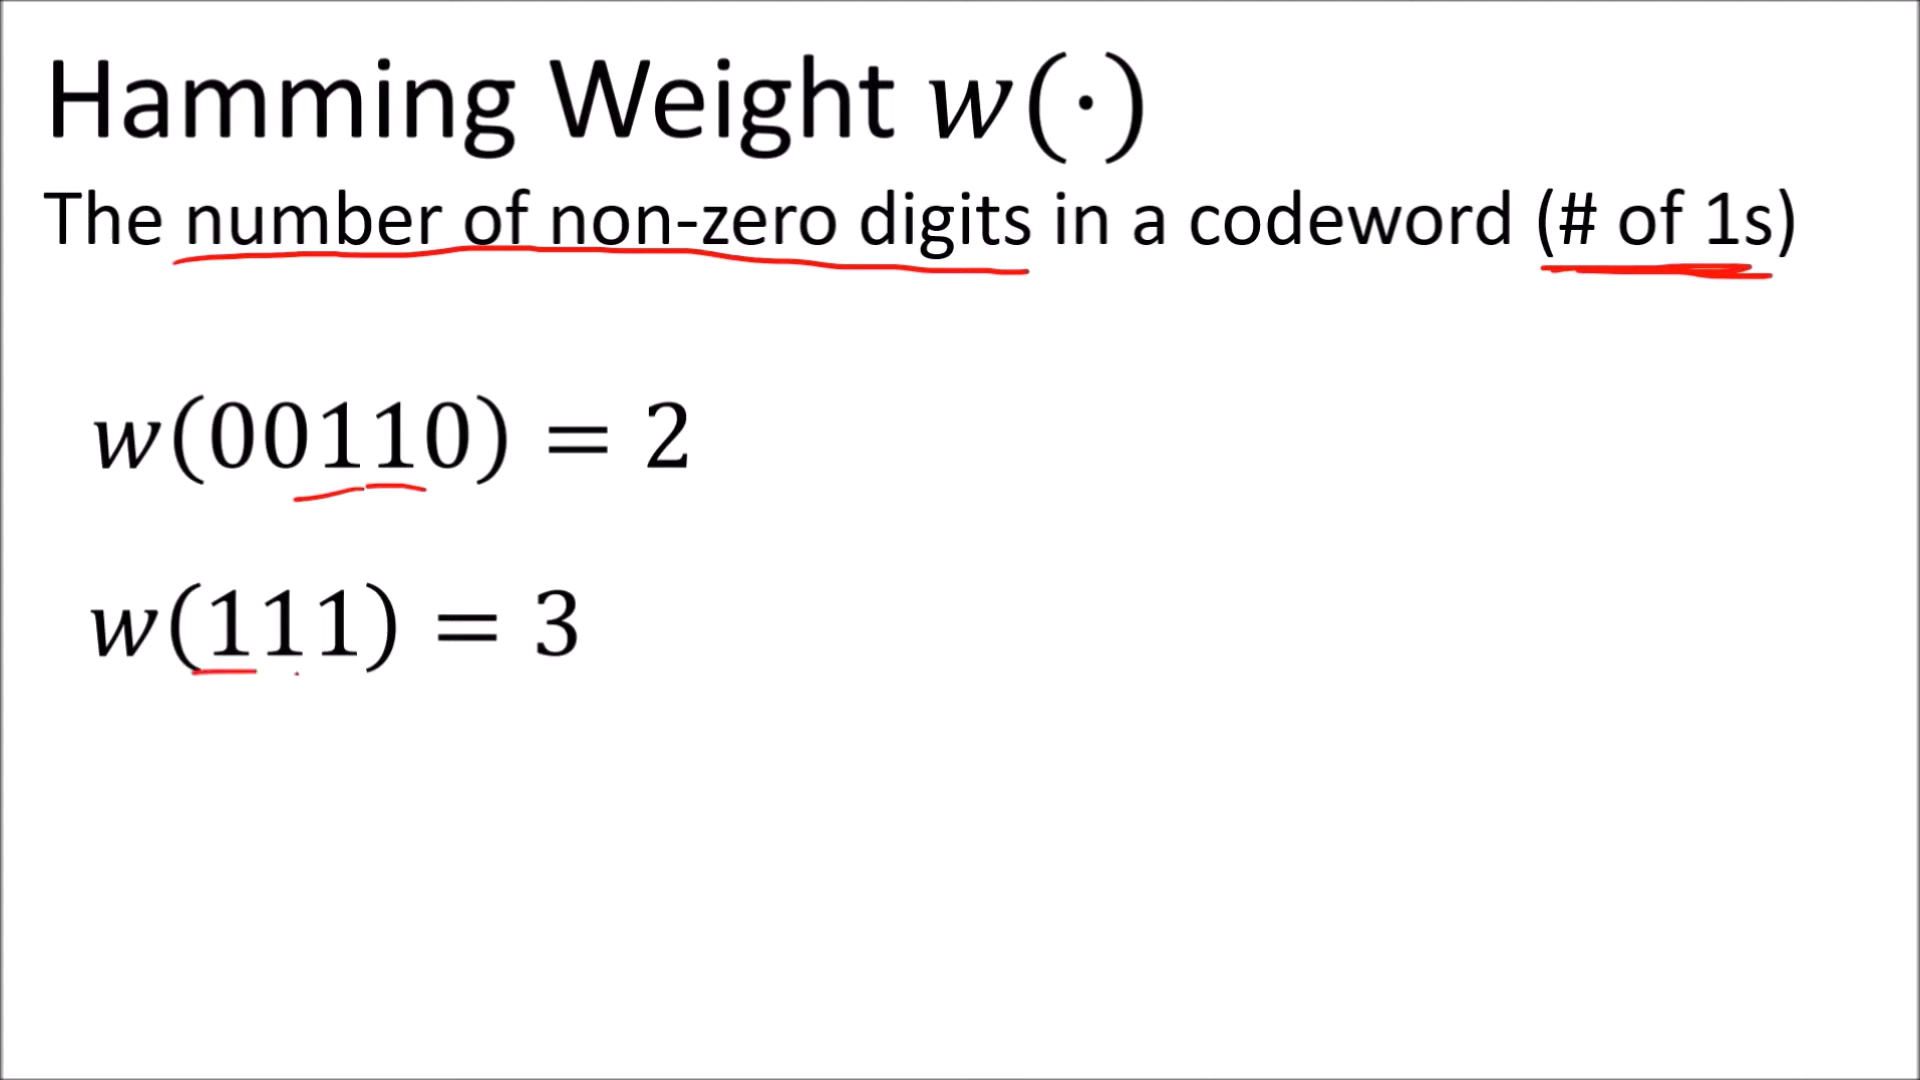 Hamming Weight w(·)
The number of non-zero digits in a codeword (# of 1s)
w(00110) = 2
w(111) = 3